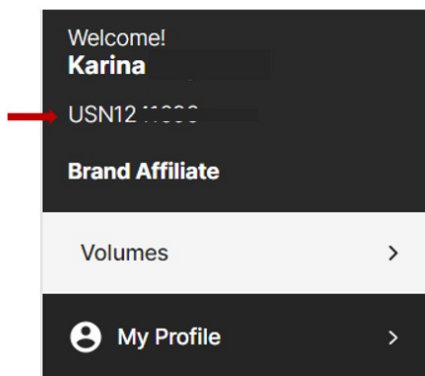 Welcome!
Karina
USN12
Brand Affiliate
Volumes
My Profile